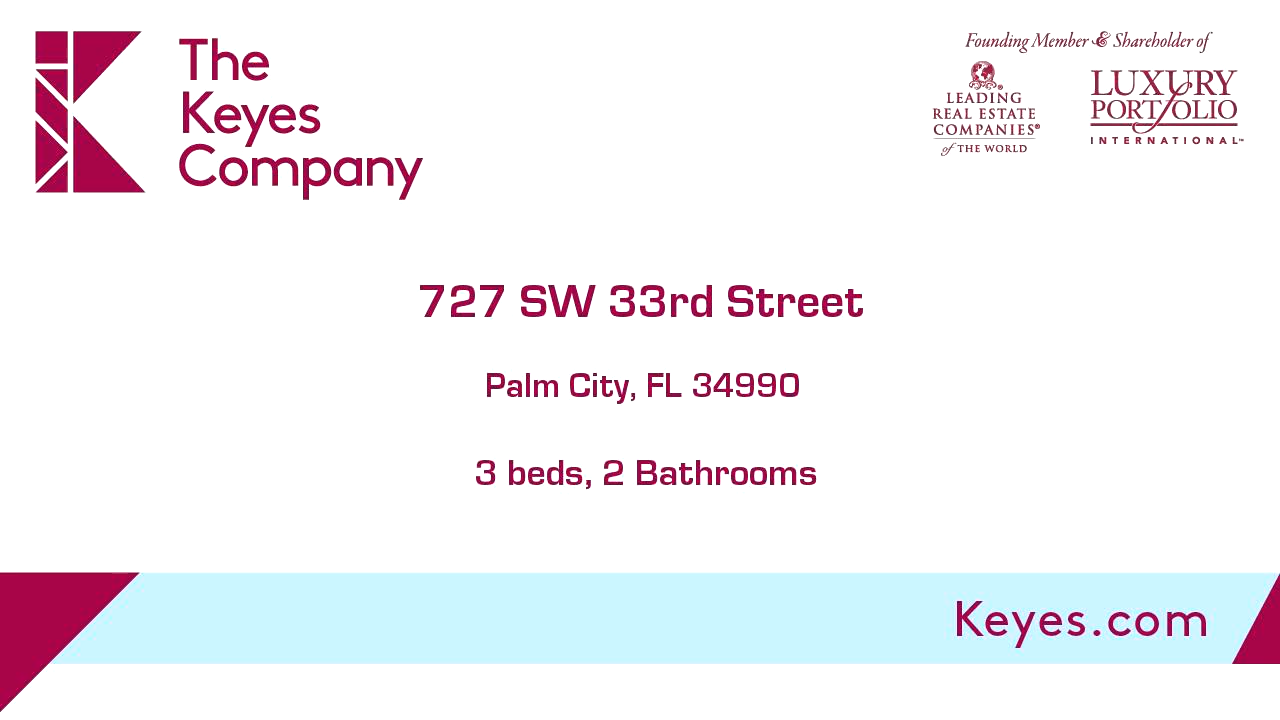 The
Keyes
Company
Founding Member & Shareholder of
LEADING
REAL ESTATE
COMPANIES®
OF THE WORLD
LUXURY
PORTFOLIO
INTERNATIONAL™
727 SW 33rd Street
Palm City, FL 34990
3 beds, 2 Bathrooms
Keyes.com